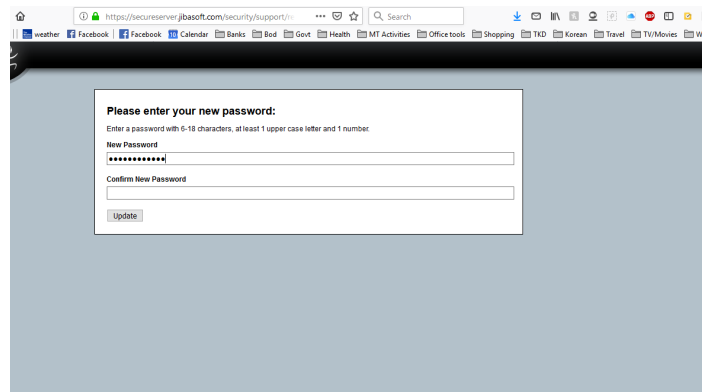 https://secureserver.jibasoft.com/security/support/r
Search
weather Facebook Facebook 10 Calendar Banks Bod Govt Health MT Activities Office tools Shopping TKD Korean Travel TV/Movies W
Please enter your new password:
Enter a password with 6-18 characters, at least 1 upper case letter and 1 number.
New Password
••••••••••••
Confirm New Password
Update